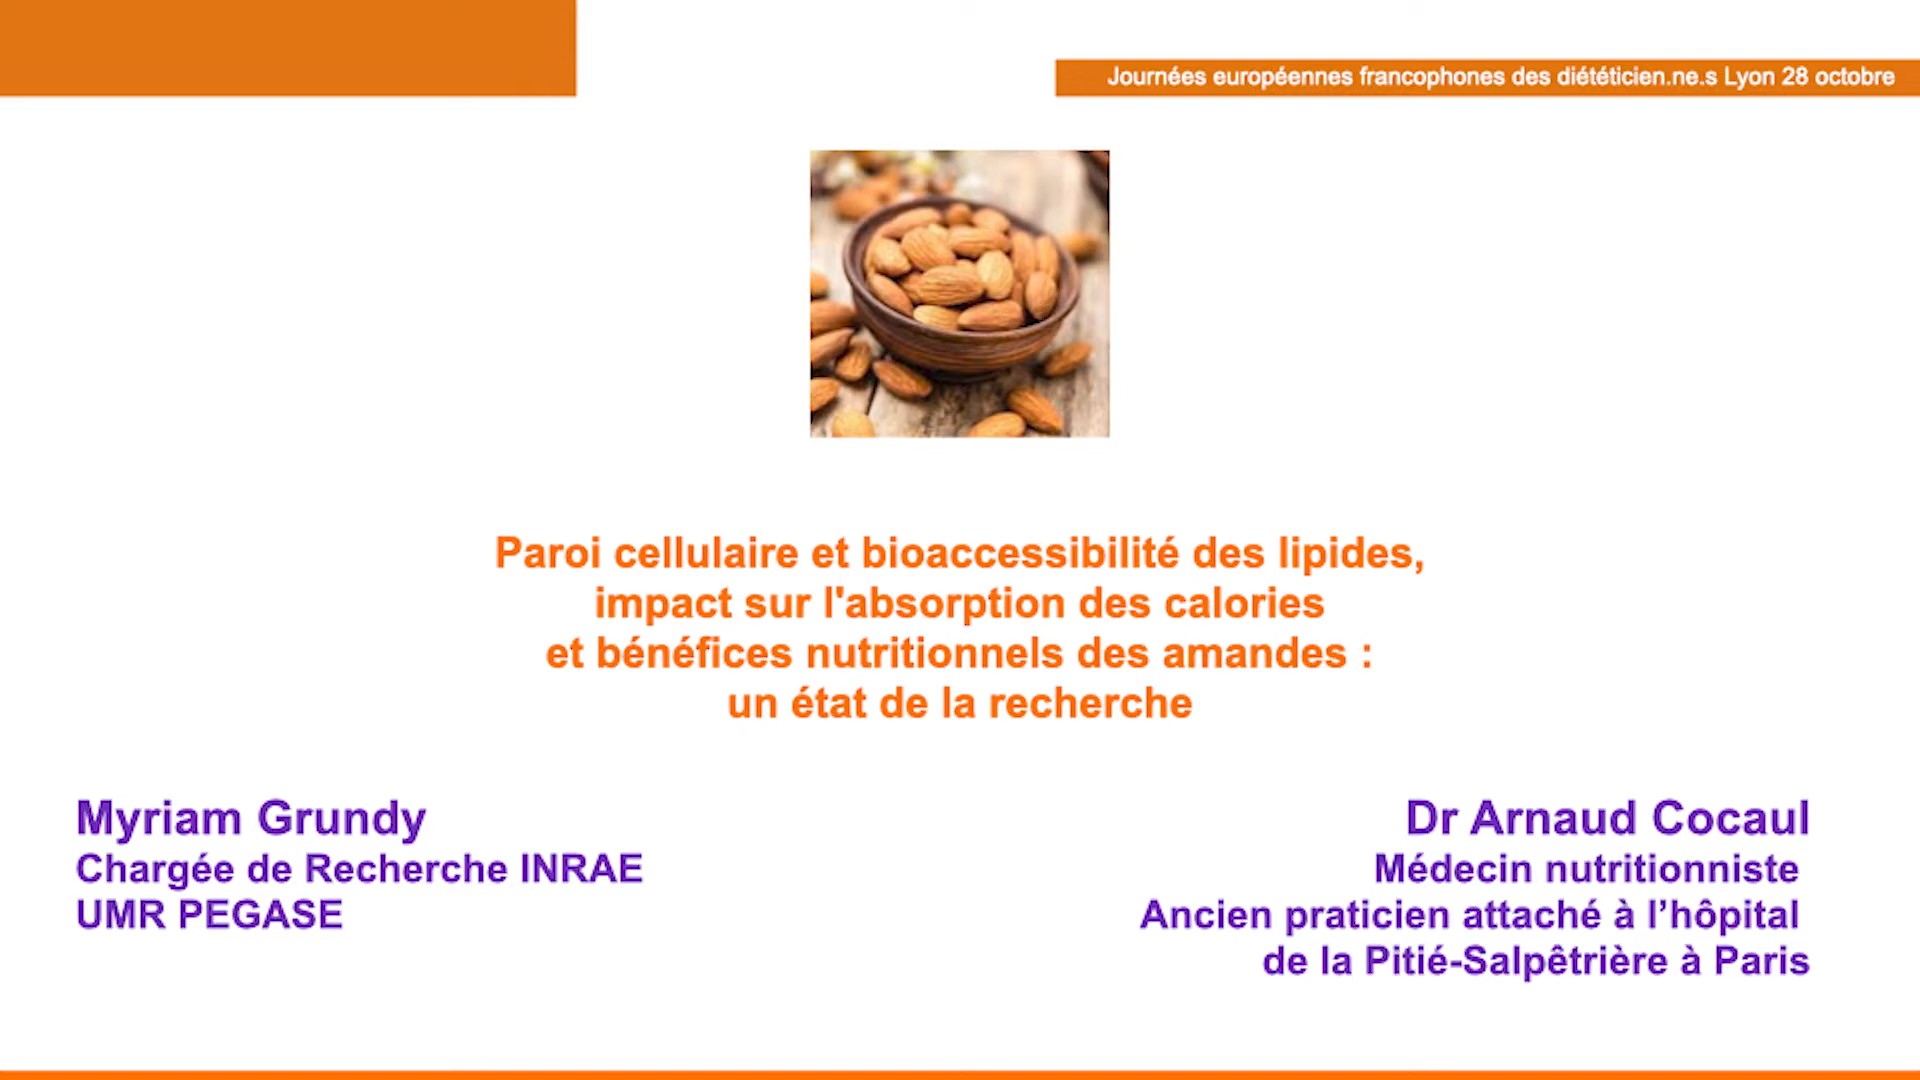 Journées européennes francophones des diététicien.ne.s Lyon 28 octobre
Paroi cellulaire et bioaccessibilité des lipides,
impact sur l'absorption des calories
et bénéfices nutritionnels des amandes :
un état de la recherche
Myriam Grundy
Chargée de Recherche INRAE
UMR PEGASE
Dr Arnaud Cocaul
Médecin nutritionniste
Ancien praticien attaché à l’hôpital
de la Pitié-Salpêtrière à Paris